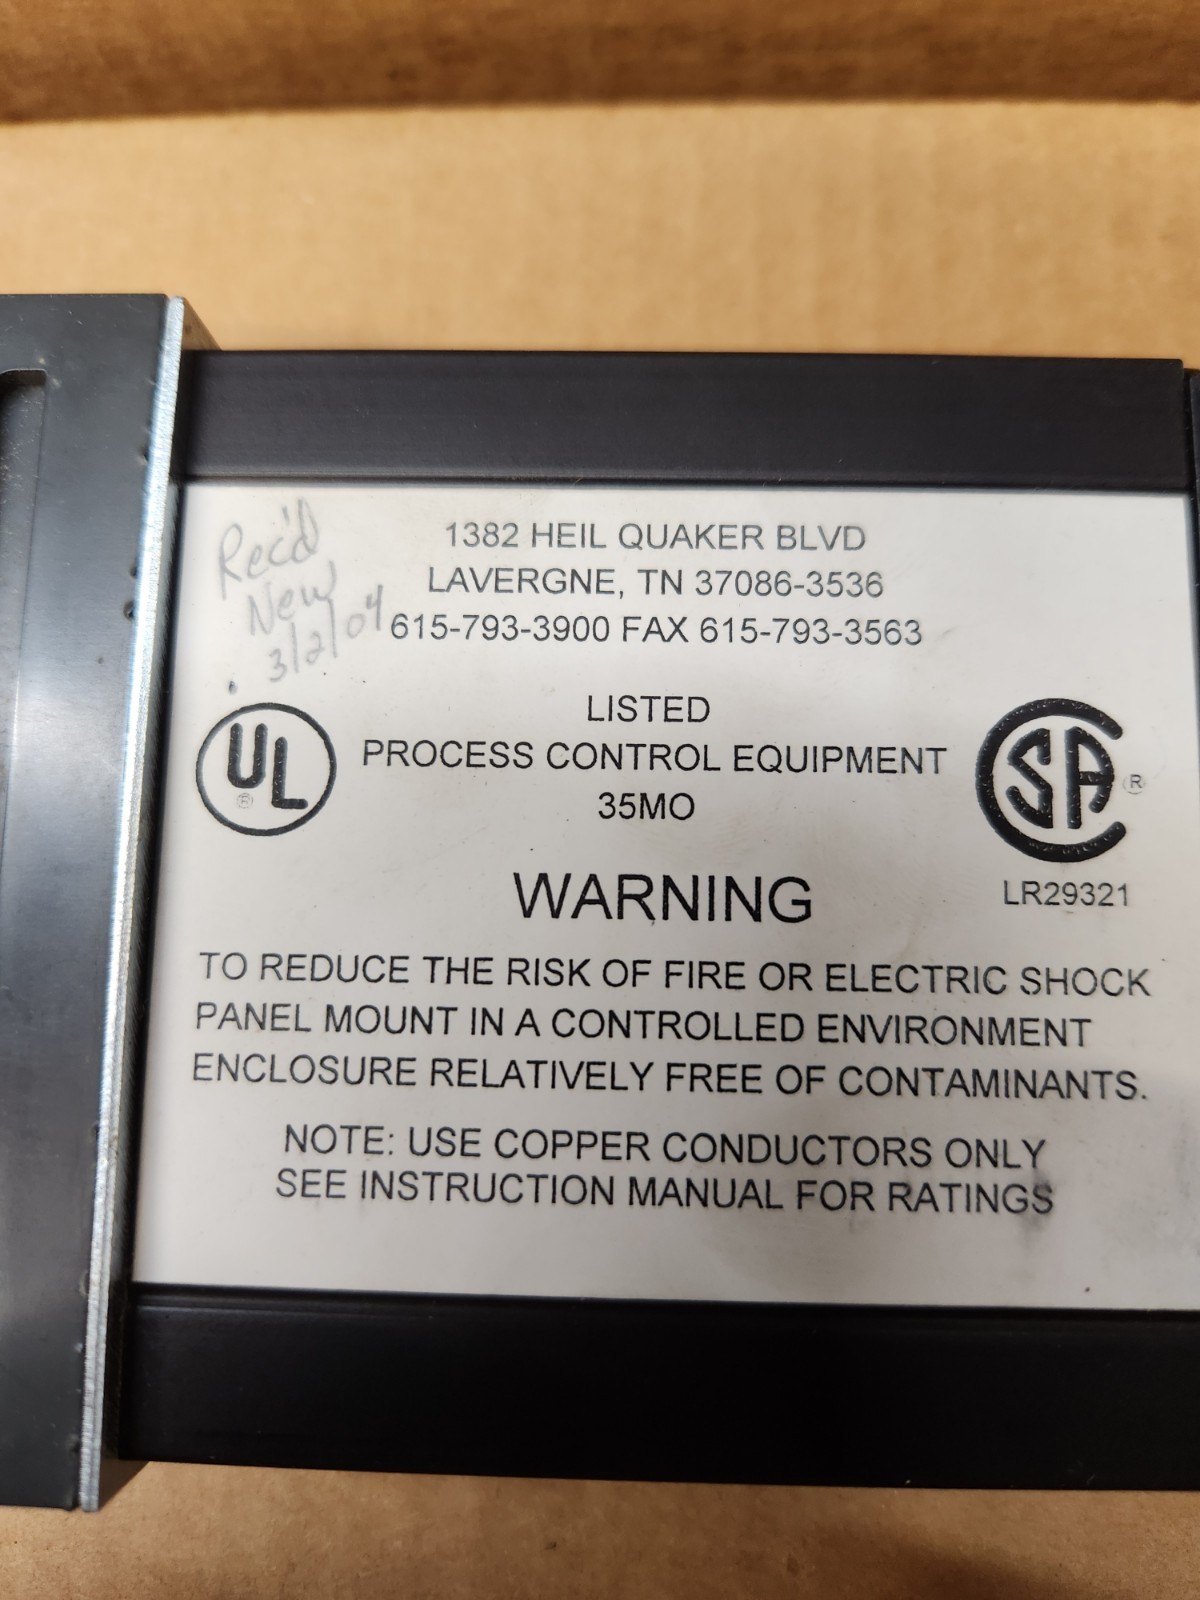 Rec'd
New
3/2/04
1382 HEIL QUAKER BLVD
LAVERGNE, TN 37086-3536
615-793-3900 FAX 615-793-3563
LISTED
PROCESS CONTROL EQUIPMENT
35MO
UL
®
CSA
®
LR29321
WARNING
TO REDUCE THE RISK OF FIRE OR ELECTRIC SHOCK
PANEL MOUNT IN A CONTROLLED ENVIRONMENT
ENCLOSURE RELATIVELY FREE OF CONTAMINANTS.
NOTE: USE COPPER CONDUCTORS ONLY
SEE INSTRUCTION MANUAL FOR RATINGS